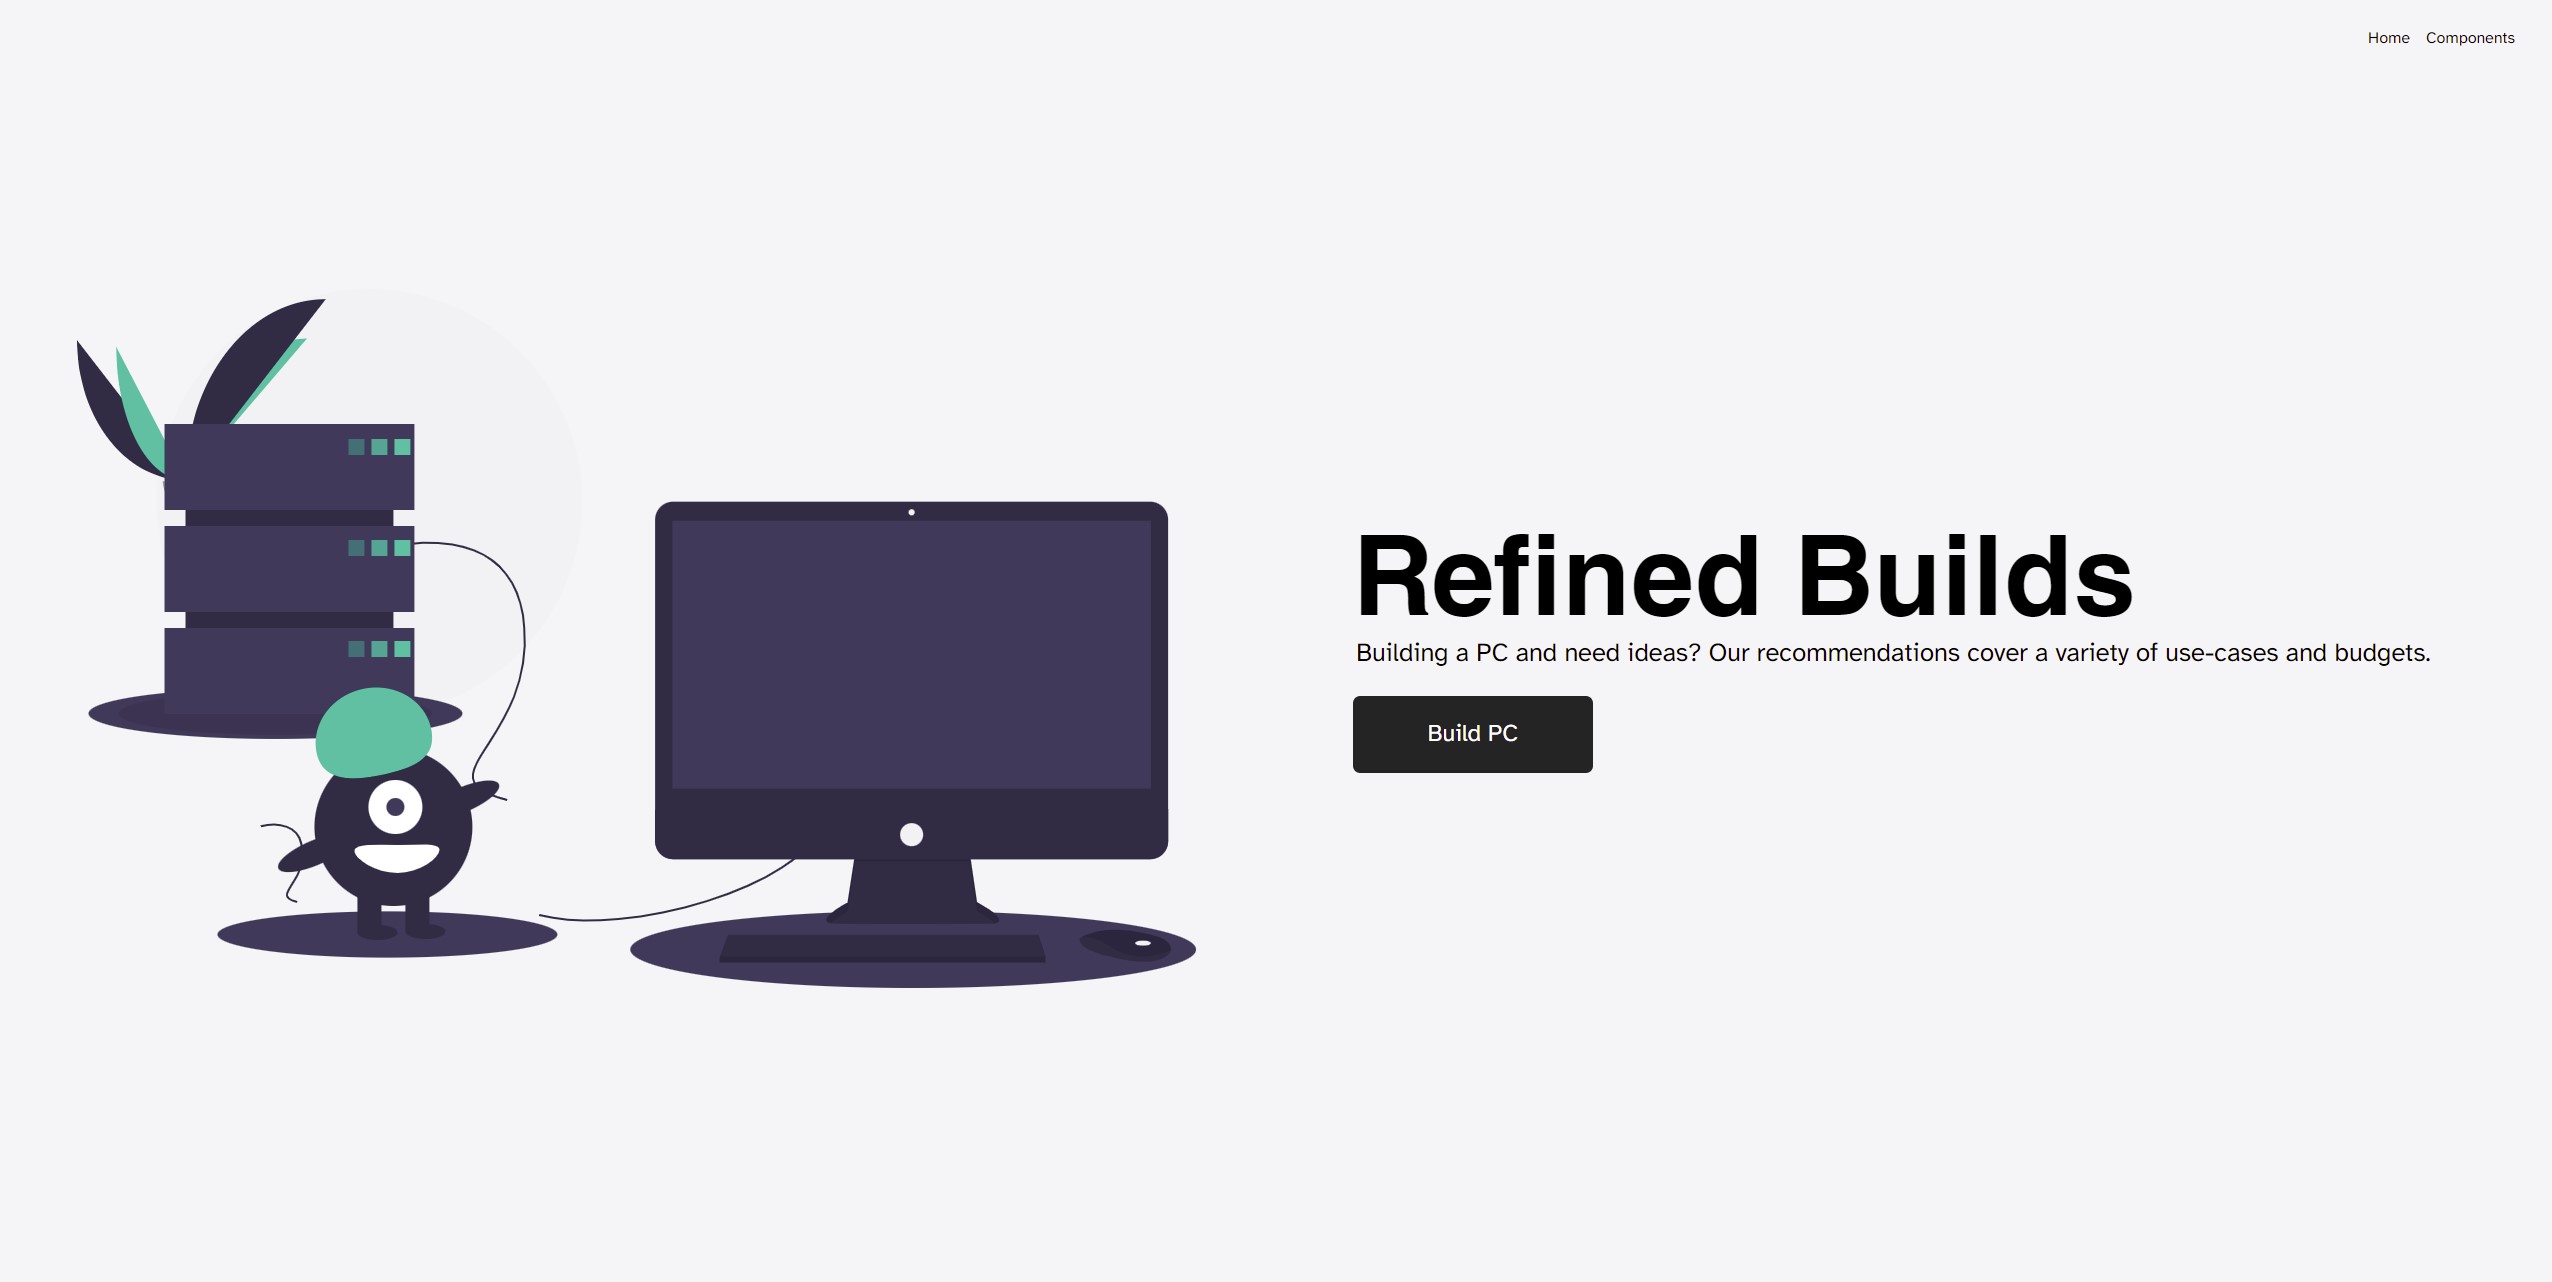 Home Components
Refined Builds
Building a PC and need ideas? Our recommendations cover a variety of use-cases and budgets.
Build PC